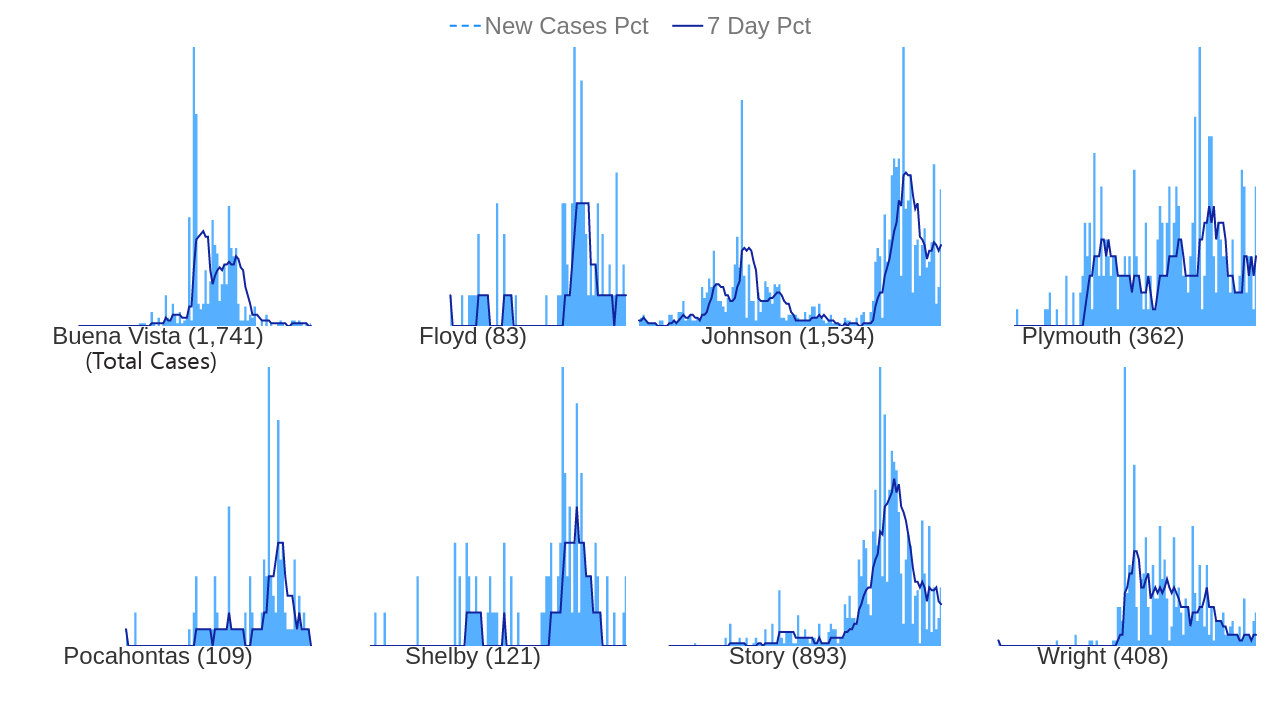 New Cases Pct 7 Day Pct
Buena Vista (1,741)
(Total Cases)
Floyd (83)
Johnson (1,534)
Plymouth (362)
Pocahontas (109)
Shelby (121)
Story (893)
Wright (408)